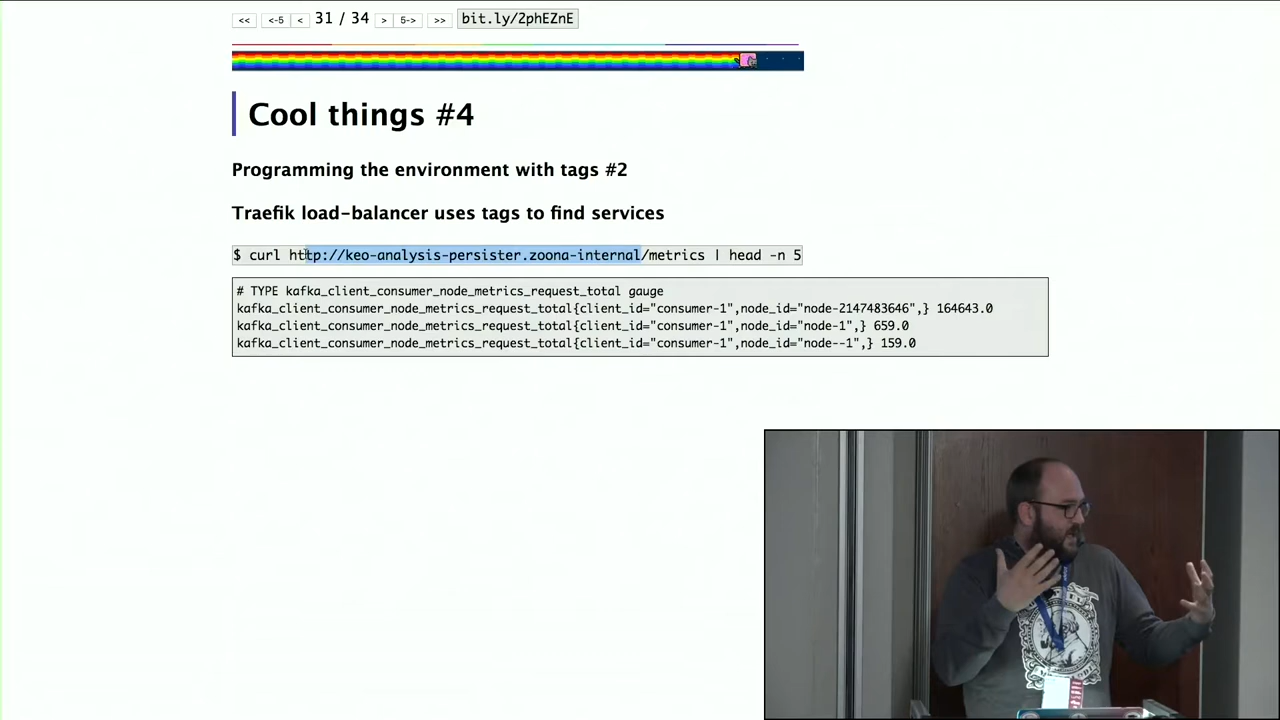 << <-5 < 31 / 34 > 5-> >> bit.ly/2phEZnE
Cool things #4
Programming the environment with tags #2
Traefik load-balancer uses tags to find services
$ curl http://keo-analysis-persister.zoona-internal/metrics | head -n 5
# TYPE kafka_client_consumer_node_metrics_request_total gauge
kafka_client_consumer_node_metrics_request_total{client_id="consumer-1",node_id="node-2147483646",} 164643.0
kafka_client_consumer_node_metrics_request_total{client_id="consumer-1",node_id="node-1",} 659.0
kafka_client_consumer_node_metrics_request_total{client_id="consumer-1",node_id="node--1",} 159.0